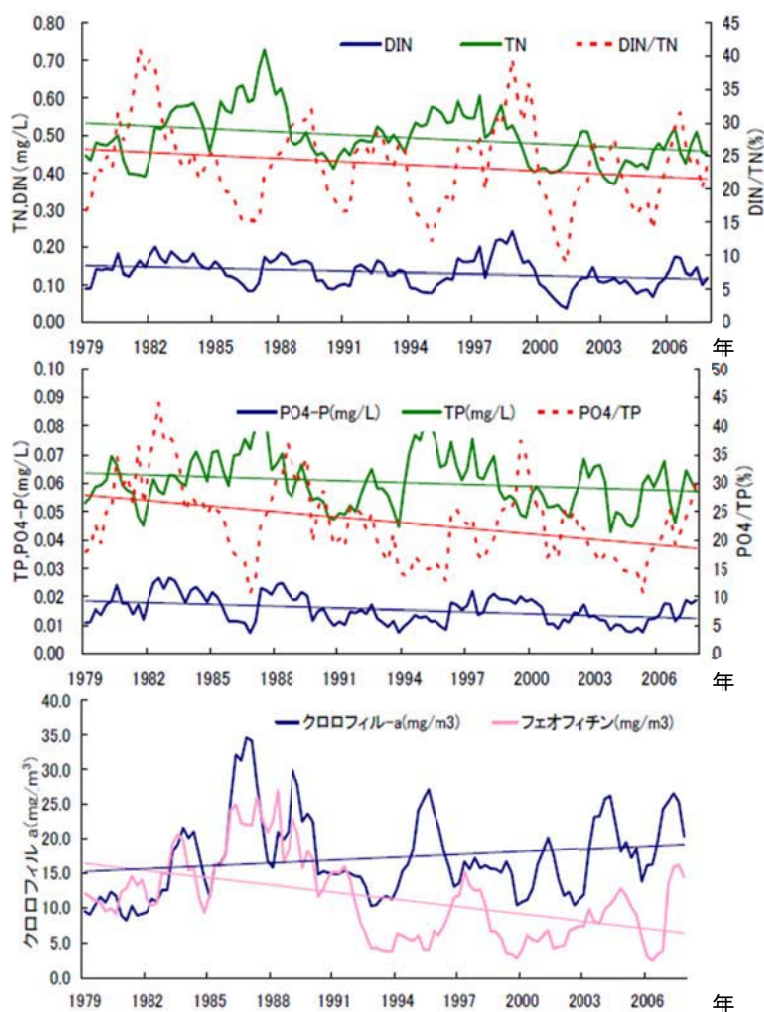 DIN TN DIN/TN
TN,DIN(mg/L)
0.80 0.70 0.60 0.50 0.40 0.30 0.20 0.10 0.00
45 40 35 30 25 20 15 10 5 0
DIN/TN(%)
1979 1982 1985 1988 1991 1994 1997 2000 2003 2006 年
PO4-P(mg/L) TP(mg/L) PO4/TP
TP,PO4-P(mg/L)
0.10 0.09 0.08 0.07 0.06 0.05 0.04 0.03 0.02 0.01 0.00
50 45 40 35 30 25 20 15 10 5 0
PO4/TP(%)
1979 1982 1985 1988 1991 1994 1997 2000 2003 2006 年
クロロフィル-a(mg/m3) フェオフィチン(mg/m3)
クロロフィル a(mg/m³)
40.0 35.0 30.0 25.0 20.0 15.0 10.0 5.0 0.0
1979 1982 1985 1988 1991 1994 1997 2000 2003 2006 年